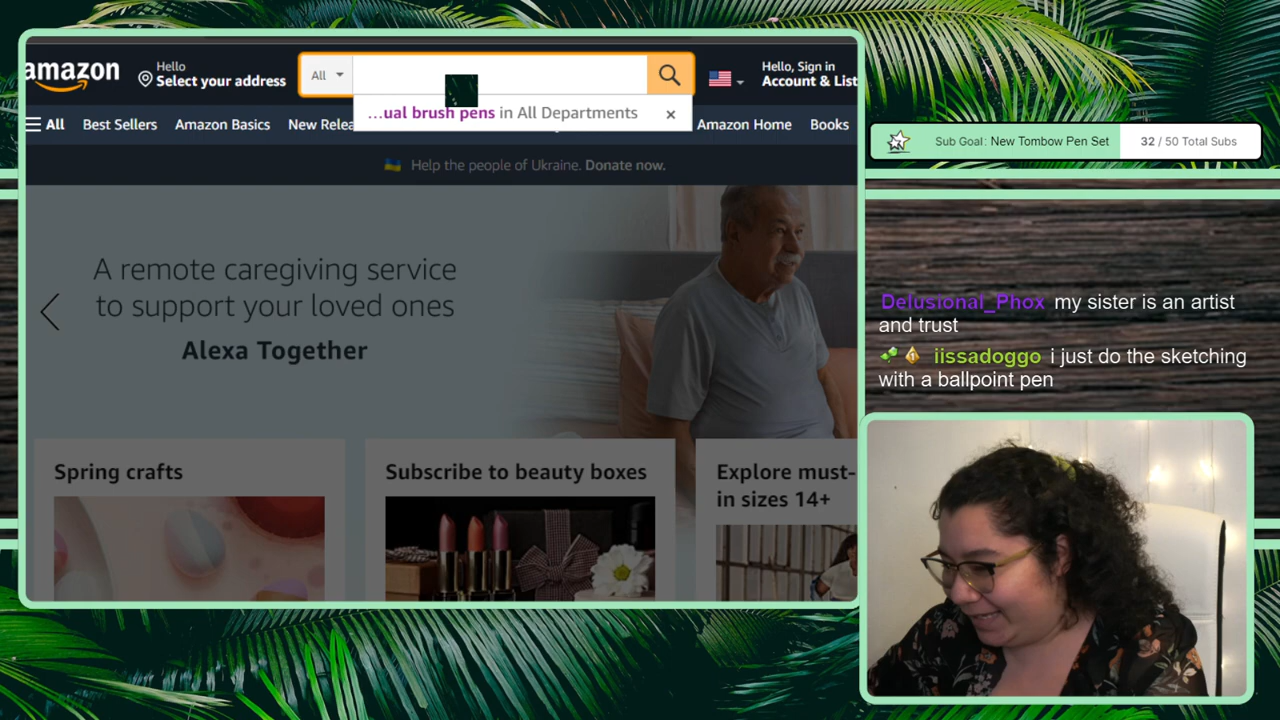 amazon
Hello
Select your address
All
Hello, Sign in
Account & List
...ual brush pens in All Departments
×
All
Best Sellers
Amazon Basics
New Relea
Amazon Home
Books
Help the people of Ukraine. Donate now.
Sub Goal: New Tombow Pen Set
32 / 50 Total Subs
A remote caregiving service
to support your loved ones
Alexa Together
Spring crafts
Subscribe to beauty boxes
Explore must-
in sizes 14+
Delusional_Phox my sister is an artist
and trust
iissadoggo i just do the sketching
with a ballpoint pen